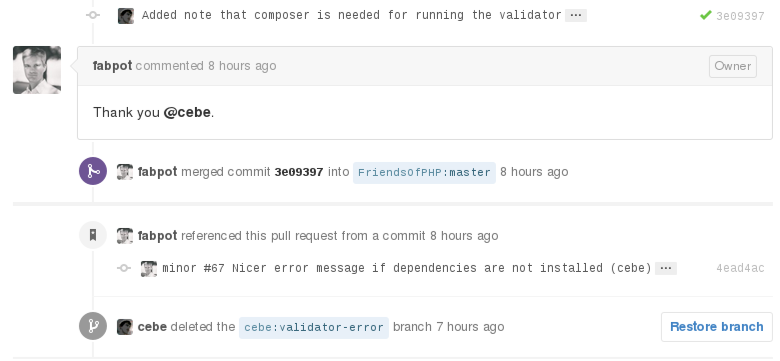 Added note that composer is needed for running the validator ... 3e09397
fabpot commented 8 hours ago Owner
Thank you @cebe.
fabpot merged commit 3e09397 into FriendsOfPHP:master 8 hours ago
fabpot referenced this pull request from a commit 8 hours ago
minor #67 Nicer error message if dependencies are not installed (cebe) ... 4ead4ac
cebe deleted the cebe:validator-error branch 7 hours ago Restore branch